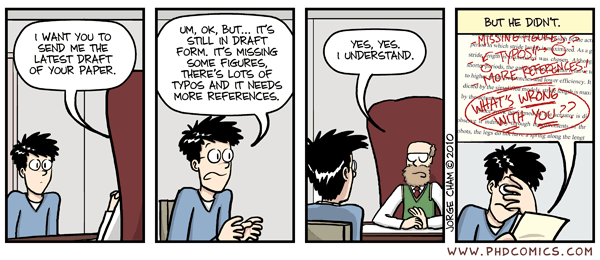 I WANT YOU TO
SEND ME THE
LATEST DRAFT
OF YOUR PAPER.
UM, OK, BUT... IT'S
STILL IN DRAFT
FORM. IT'S MISSING
SOME FIGURES,
THERE'S LOTS OF
TYPOS AND IT NEEDS
MORE REFERENCES.
YES, YES.
I UNDERSTAND.
JORGE CHAM © 2010
BUT HE DIDN'T.
MISSING FIGURES!?
TYPOS!
MORE REFERENCES!
WHAT'S WRONG
WITH YOU??
WWW.PHDCOMICS.COM